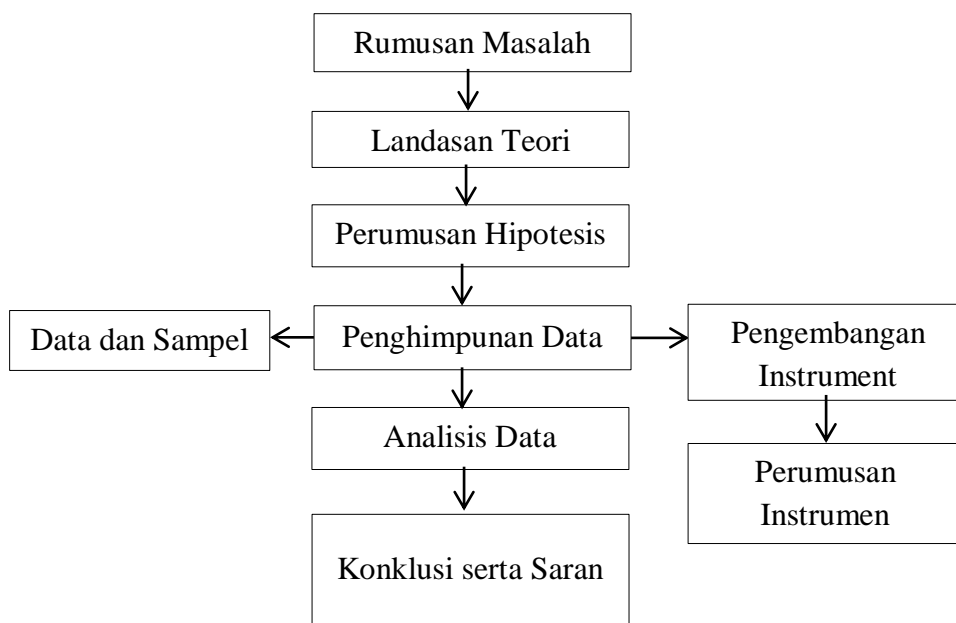 Rumusan Masalah
Landasan Teori
Perumusan Hipotesis
Data dan Sampel
Penghimpunan Data
Pengembangan
Instrument
Analisis Data
Perumusan
Instrumen
Konklusi serta Saran